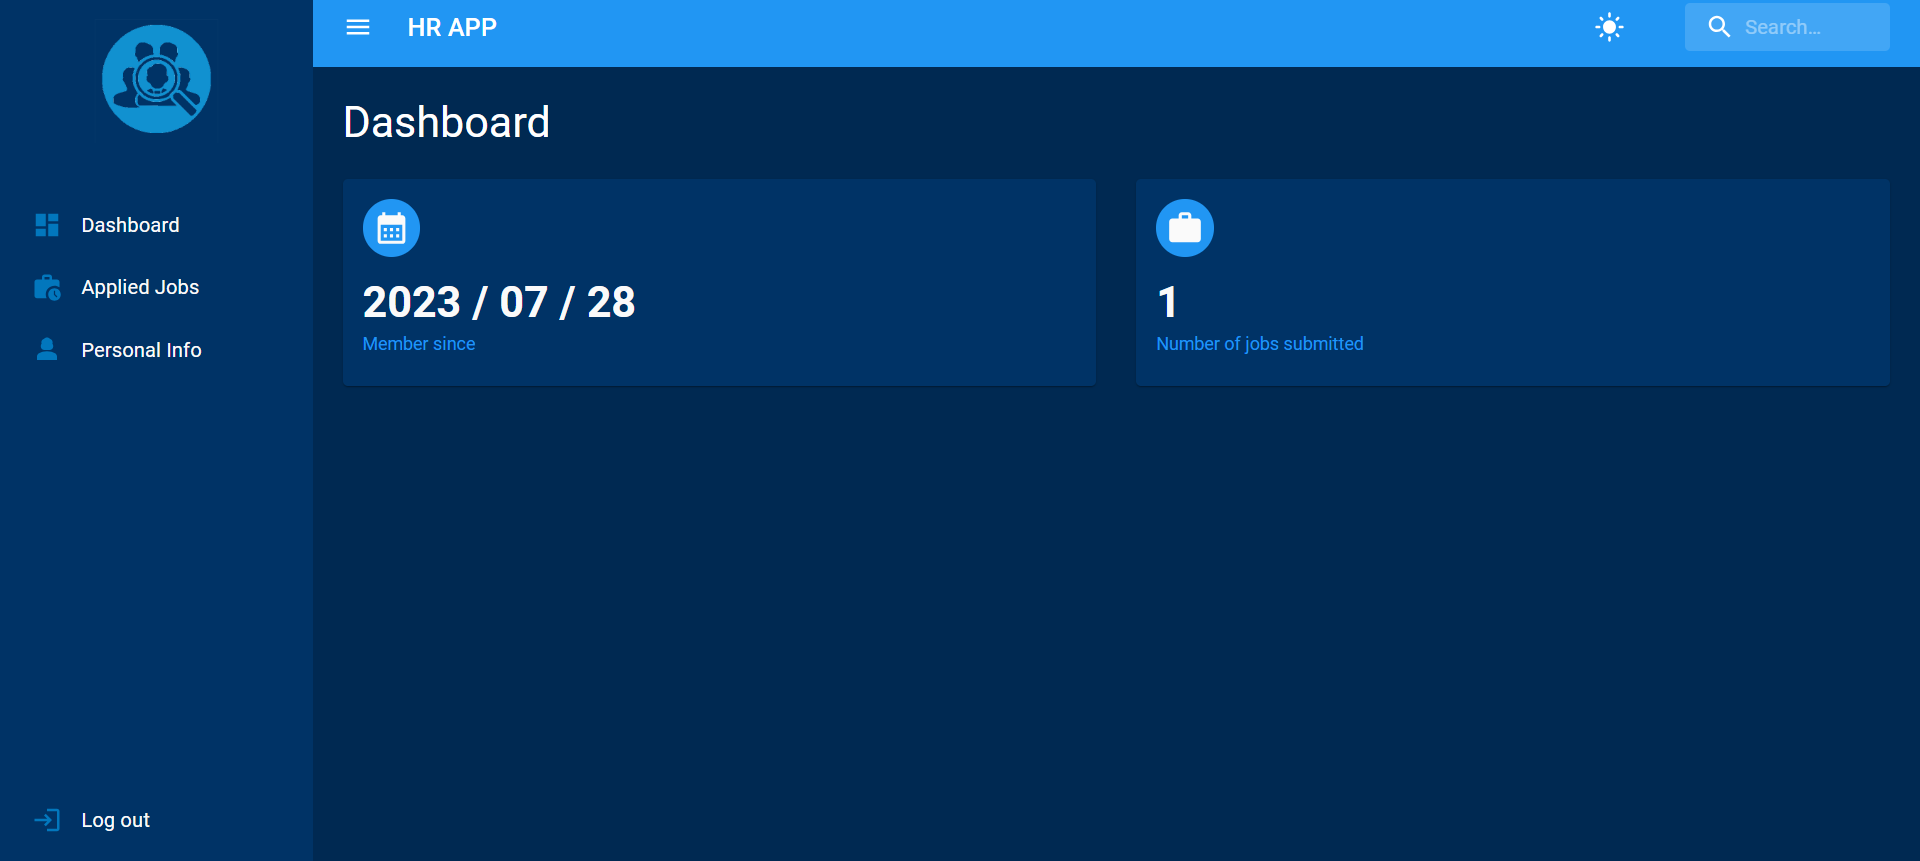 HR APP
Search...
Dashboard
Applied Jobs
Personal Info
Log out
Dashboard
2023 / 07 / 28
Member since
1
Number of jobs submitted